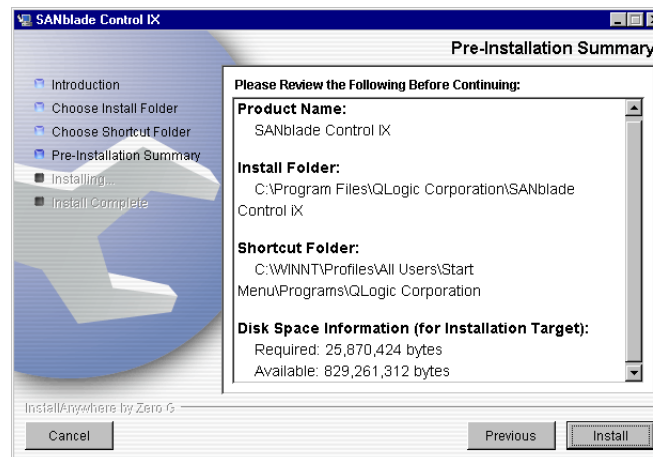 SANblade Control IX
Pre-Installation Summary
Introduction
Choose Install Folder
Choose Shortcut Folder
Pre-Installation Summary
Installing...
Install Complete
Please Review the Following Before Continuing:
Product Name:
SANblade Control IX
Install Folder:
C:\Program Files\QLogic Corporation\SANblade
Control iX
Shortcut Folder:
C:\WINNT\Profiles\All Users\Start
Menu\Programs\QLogic Corporation
Disk Space Information (for Installation Target):
Required: 25,870,424 bytes
Available: 829,261,312 bytes
InstallAnywhere by Zero G
Cancel
Previous
Install